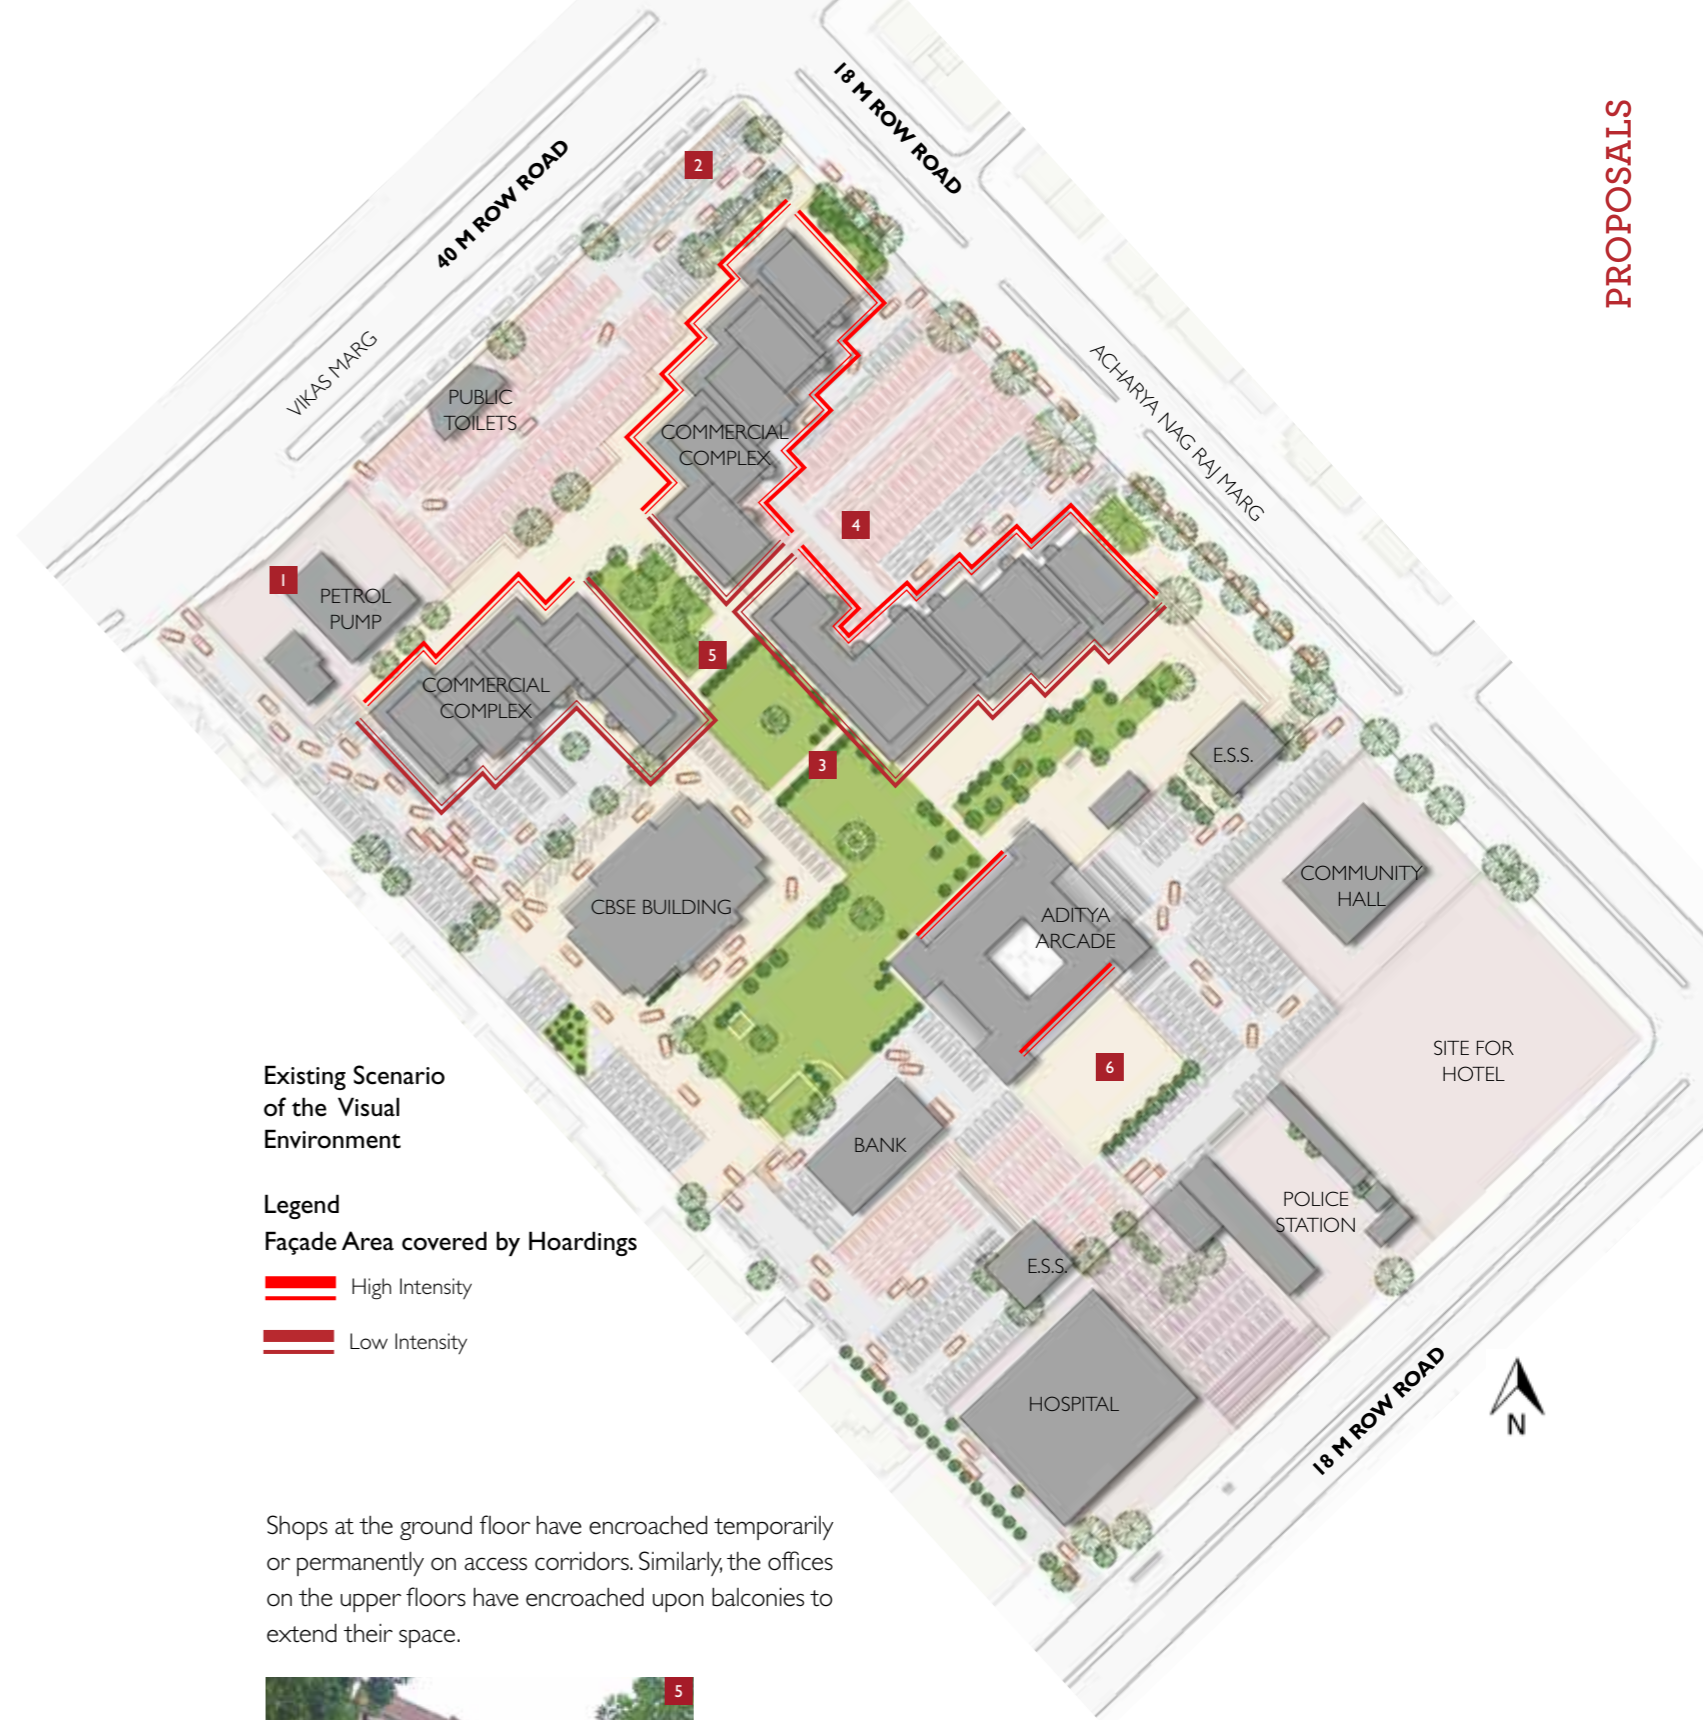 PROPOSALS
18 M ROW ROAD
40 M ROW ROAD
2
VIKAS MARG
ACHARYA NAG RAJ MARG
PUBLIC
TOILETS
COMMERCIAL
COMPLEX
4
1
PETROL
PUMP
5
COMMERCIAL
COMPLEX
3
E.S.S.
COMMUNITY
HALL
CBSE BUILDING
ADITYA
ARCADE
SITE FOR
HOTEL
6
BANK
POLICE
STATION
E.S.S.
HOSPITAL
18 M ROW ROAD
N
Existing Scenario
of the Visual
Environment
Legend
Façade Area covered by Hoardings
High Intensity
Low Intensity
Shops at the ground floor have encroached temporarily
or permanently on access corridors. Similarly, the offices
on the upper floors have encroached upon balconies to
extend their space.
5